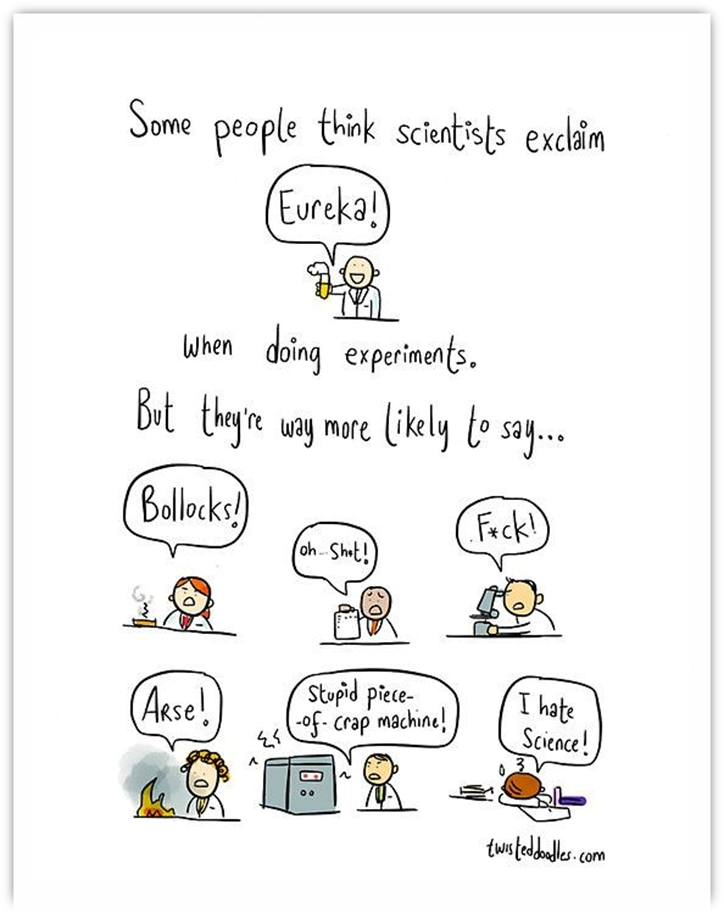 Some people think scientists exclaim
Eureka!
when doing experiments.
But they're way more likely to say...
Bollocks!
oh... Sh*t!
F*ck!
ARSE!
Stupid piece-
-of- crap machine!
I hate
Science!
twisteddoodles.com